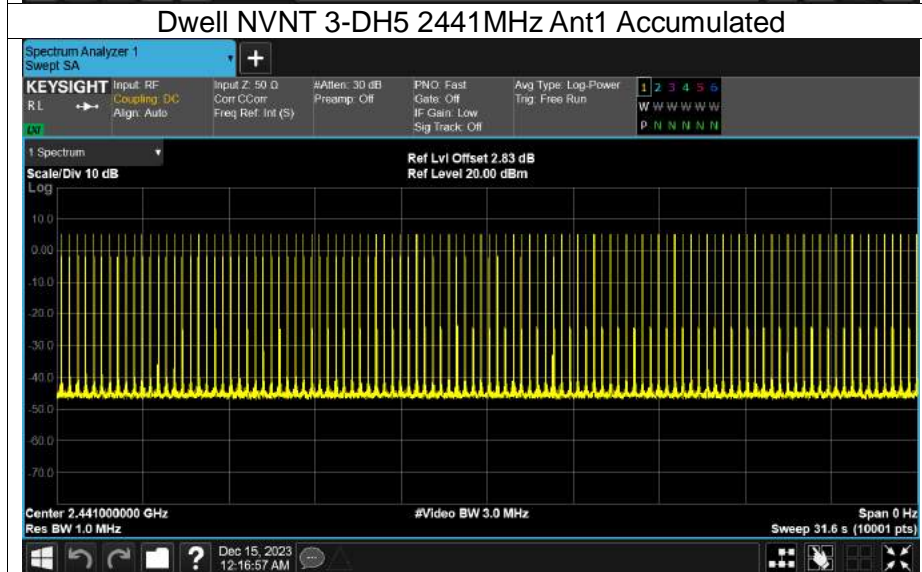 Dwell NVNT 3-DH5 2441MHz Ant1 Accumulated
Spectrum Analyzer 1
Swept SA
+
KEYSIGHT Input: RF Input Z: 50 Ω #Atten: 30 dB PNO: Fast Avg Type: Log-Power 1 2 3 4 5 6
R L Coupling: DC Corr CCorr Preamp: Off Gate: Off Trig: Free Run W W W W W W
Align: Auto Freq Ref: Int (S) IF Gain: Low
LXI Sig Track: Off P N N N N N
1 Spectrum Ref Lvl Offset 2.83 dB
Scale/Div 10 dB Ref Level 20.00 dBm
Log
10.0
0.00
-10.0
-20.0
-30.0
-40.0
-50.0
-60.0
-70.0
Center 2.441000000 GHz #Video BW 3.0 MHz Span 0 Hz
Res BW 1.0 MHz Sweep 31.6 s (10001 pts)
? Dec 15, 2023
12:16:57 AM